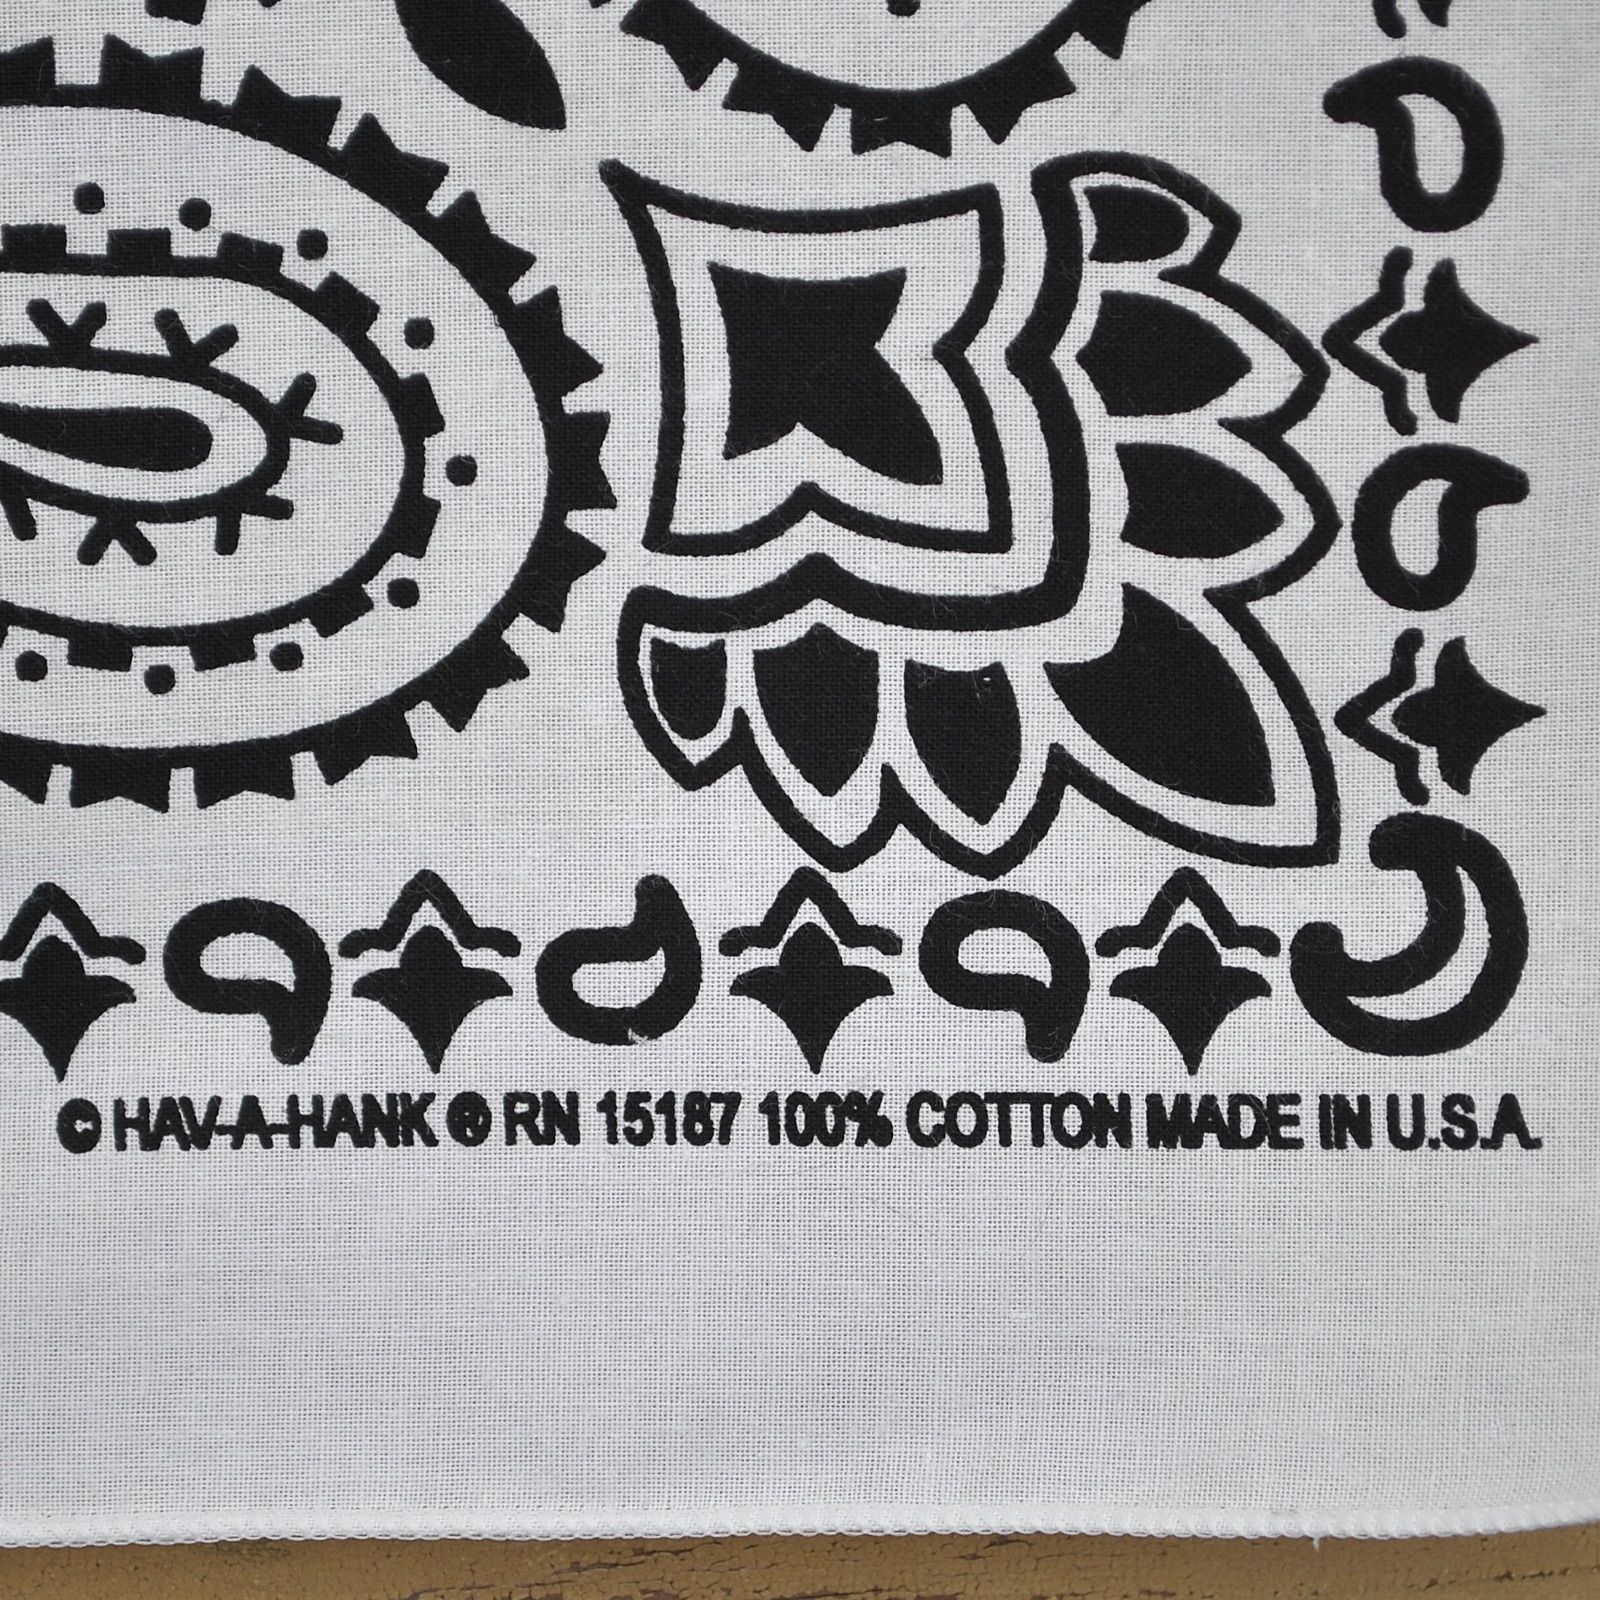 © HAV-A-HANK ® RN 15187 100% COTTON MADE IN U.S.A.